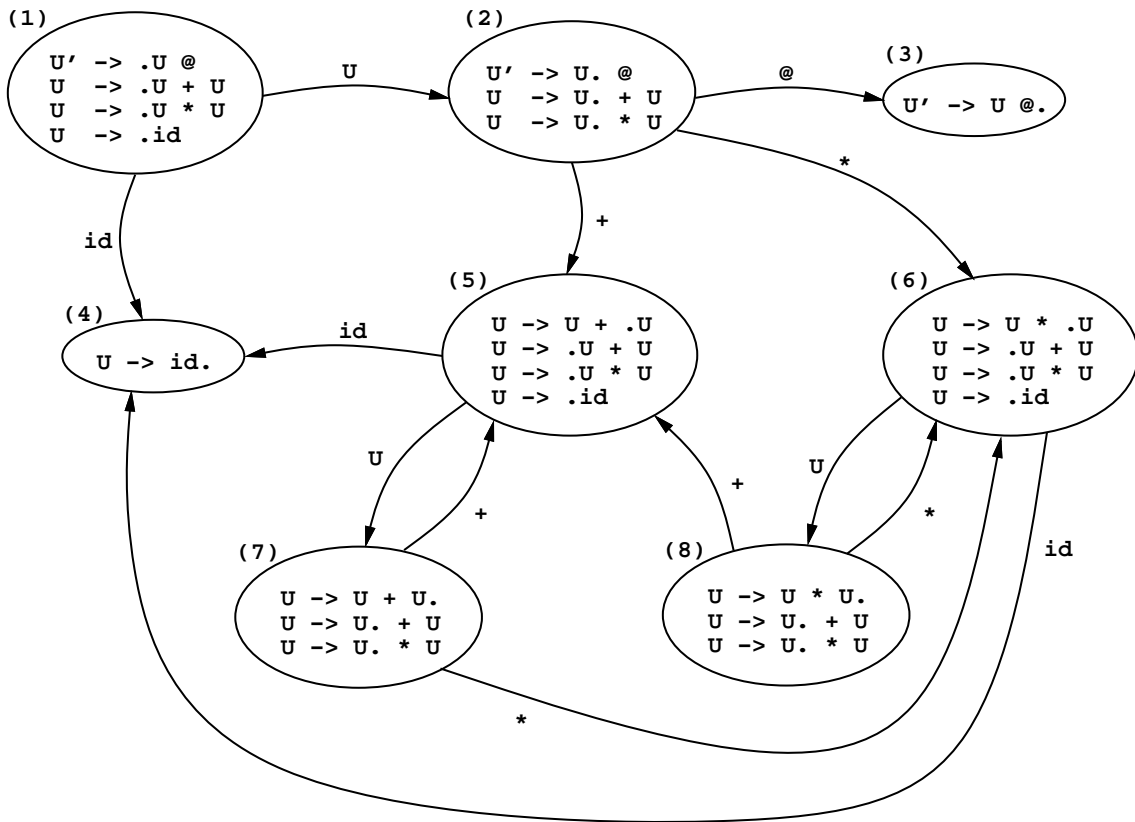 (1)
U' -> .U @
U -> .U + U
U -> .U * U
U -> .id
U
(2)
U' -> U. @
U -> U. + U
U -> U. * U
@
(3)
U' -> U @.
*
+
id
(4)
U -> id.
id
(5)
U -> U + .U
U -> .U + U
U -> .U * U
U -> .id
(6)
U -> U * .U
U -> .U + U
U -> .U * U
U -> .id
U
+
+
U
*
id
(7)
U -> U + U.
U -> U. + U
U -> U. * U
(8)
U -> U * U.
U -> U. + U
U -> U. * U
*